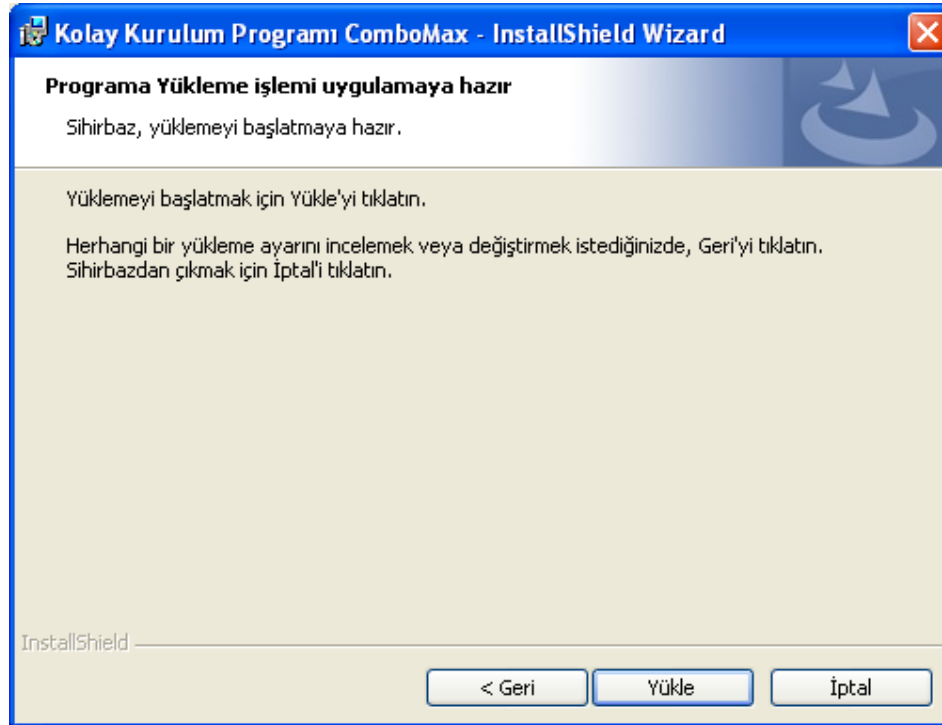 Kolay Kurulum Programı ComboMax - InstallShield Wizard
Programa Yükleme işlemi uygulamaya hazır
Sihirbaz, yüklemeyi başlatmaya hazır.
Yüklemeyi başlatmak için Yükle'yi tıklatın.
Herhangi bir yükleme ayarını incelemek veya değiştirmek istediğinizde, Geri'yi tıklatın.
Sihirbazdan çıkmak için İptal'i tıklatın.
InstallShield
< Geri Yükle İptal